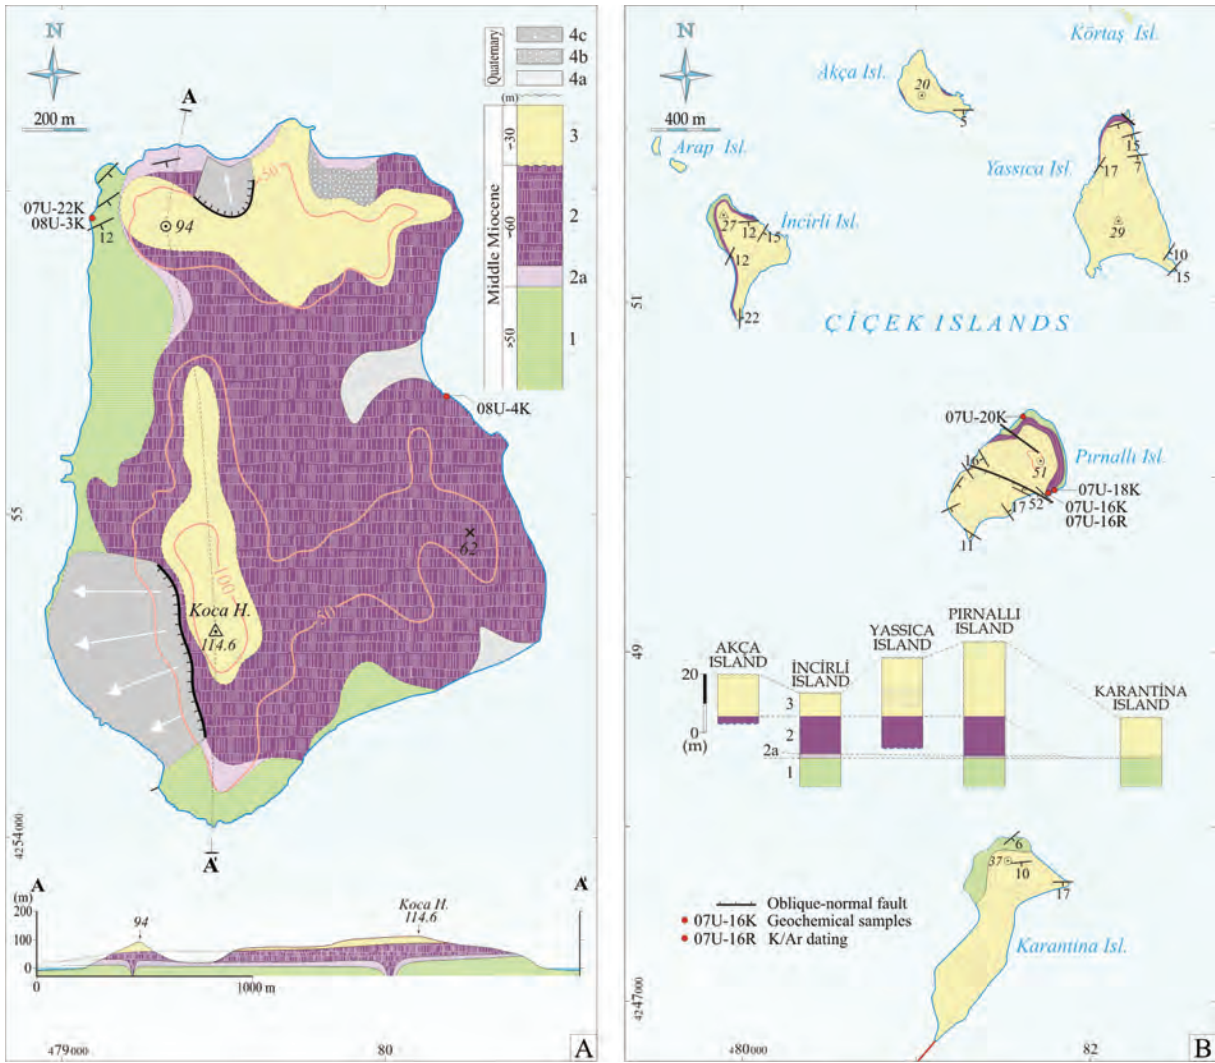 N
200 m
A
07U-22K
08U-3K
12
94
50
Quaternary
4c
4b
4a
(m)
~30
3
Middle Miocene
~60
2
2a
>50
1
08U-4K
55
62
100
50
Koca H.
114.6
4254000
A'
A
(m)
200
100
0
94
Koca H.
114.6
A'
0
1000 m
479000
80
A
N
400 m
Körtaş Isl.
Akça Isl.
20
5
Arap Isl.
Yassıca Isl.
15
7
17
29
10
15
İncirli Isl.
27
12
15
12
22
51
ÇİÇEK ISLANDS
07U-20K
Pırnallı Isl.
16
51
07U-18K
52
07U-16K
07U-16R
17
11
49
AKÇA
ISLAND
İNCİRLİ
ISLAND
YASSICA
ISLAND
PIRNALLI
ISLAND
KARANTİNA
ISLAND
20
0
(m)
3
2
2a
1
6
37
10
17
Oblique-normal fault
07U-16K Geochemical samples
07U-16R K/Ar dating
Karantina Isl.
4247000
480000
82
B